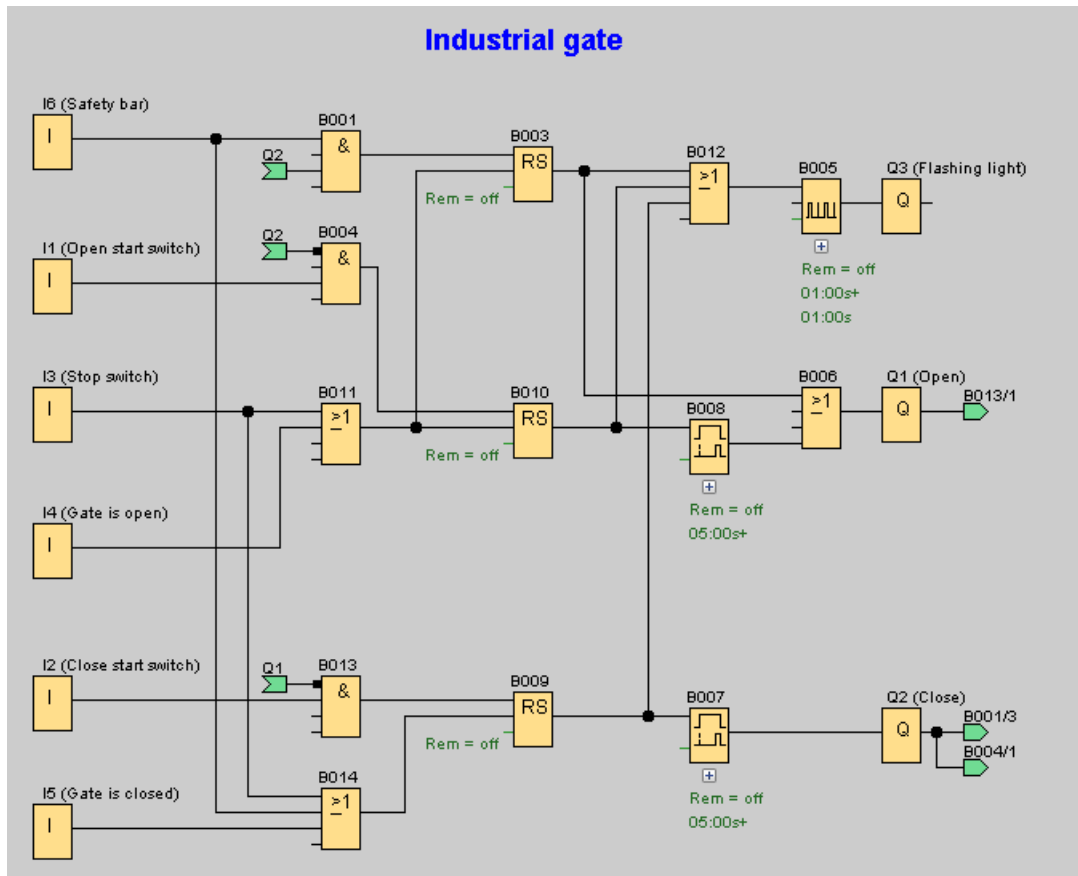 Industrial gate
I6 (Safety bar)
I
B001
&
Q2
B003
RS
Rem = off
B012
>1
B005
Q3 (Flashing light)
Q
Rem = off
01:00s+
01:00s
I1 (Open start switch)
I
Q2
B004
&
I3 (Stop switch)
I
B011
>1
B010
RS
Rem = off
B008
Rem = off
05:00s+
B006
>1
Q1 (Open)
Q
B013/1
I4 (Gate is open)
I
I2 (Close start switch)
I
Q1
B013
&
B009
RS
Rem = off
B007
Rem = off
05:00s+
Q2 (Close)
Q
B001/3
B004/1
I5 (Gate is closed)
I
B014
>1